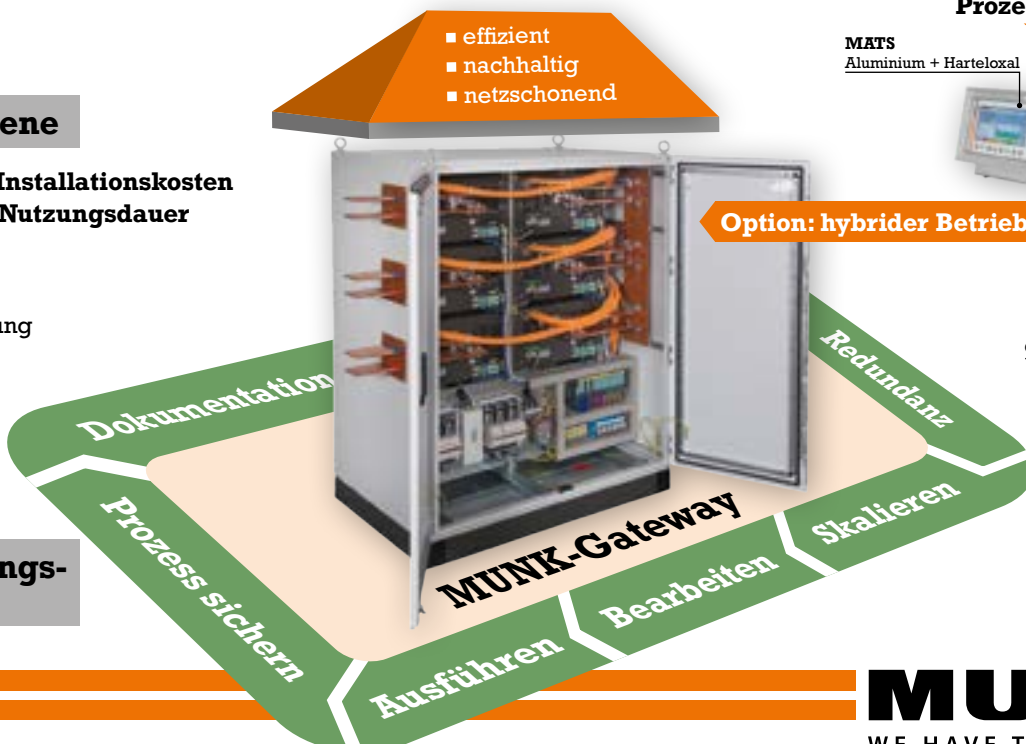 Proze
MATS
Aluminium + Harteloxal
▪ effizient
▪ nachhaltig
▪ netzschonend
ene
Installationskosten
Nutzungsdauer
Option: hybrider Betrieb
ung
Redundanz
Dokumentation
Skalieren
MUNK-Gateway
Prozess sichern
ngs-
Bearbeiten
Ausführen
MU
WE HAVE T